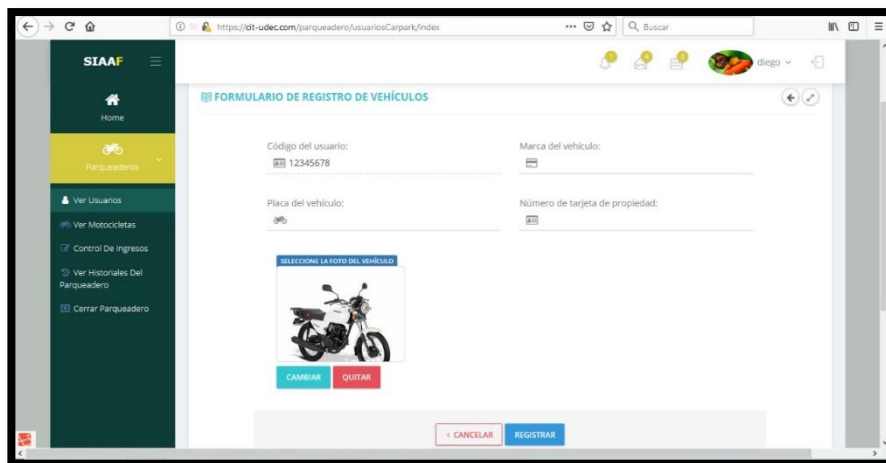 https://cit-udec.com/parqueadero/usuariosCarpark/index
Buscar
SIAAF
diego
Home
Parqueaderos
Ver Usuarios
Ver Motocicletas
Control De Ingresos
Ver Historiales Del
Parqueadero
Cerrar Parqueadero
FORMULARIO DE REGISTRO DE VEHÍCULOS
Código del usuario:
12345678
Marca del vehículo:
Placa del vehículo:
Número de tarjeta de propiedad:
SELECCIONE LA FOTO DEL VEHÍCULO
CAMBIAR QUITAR
< CANCELAR REGISTRAR